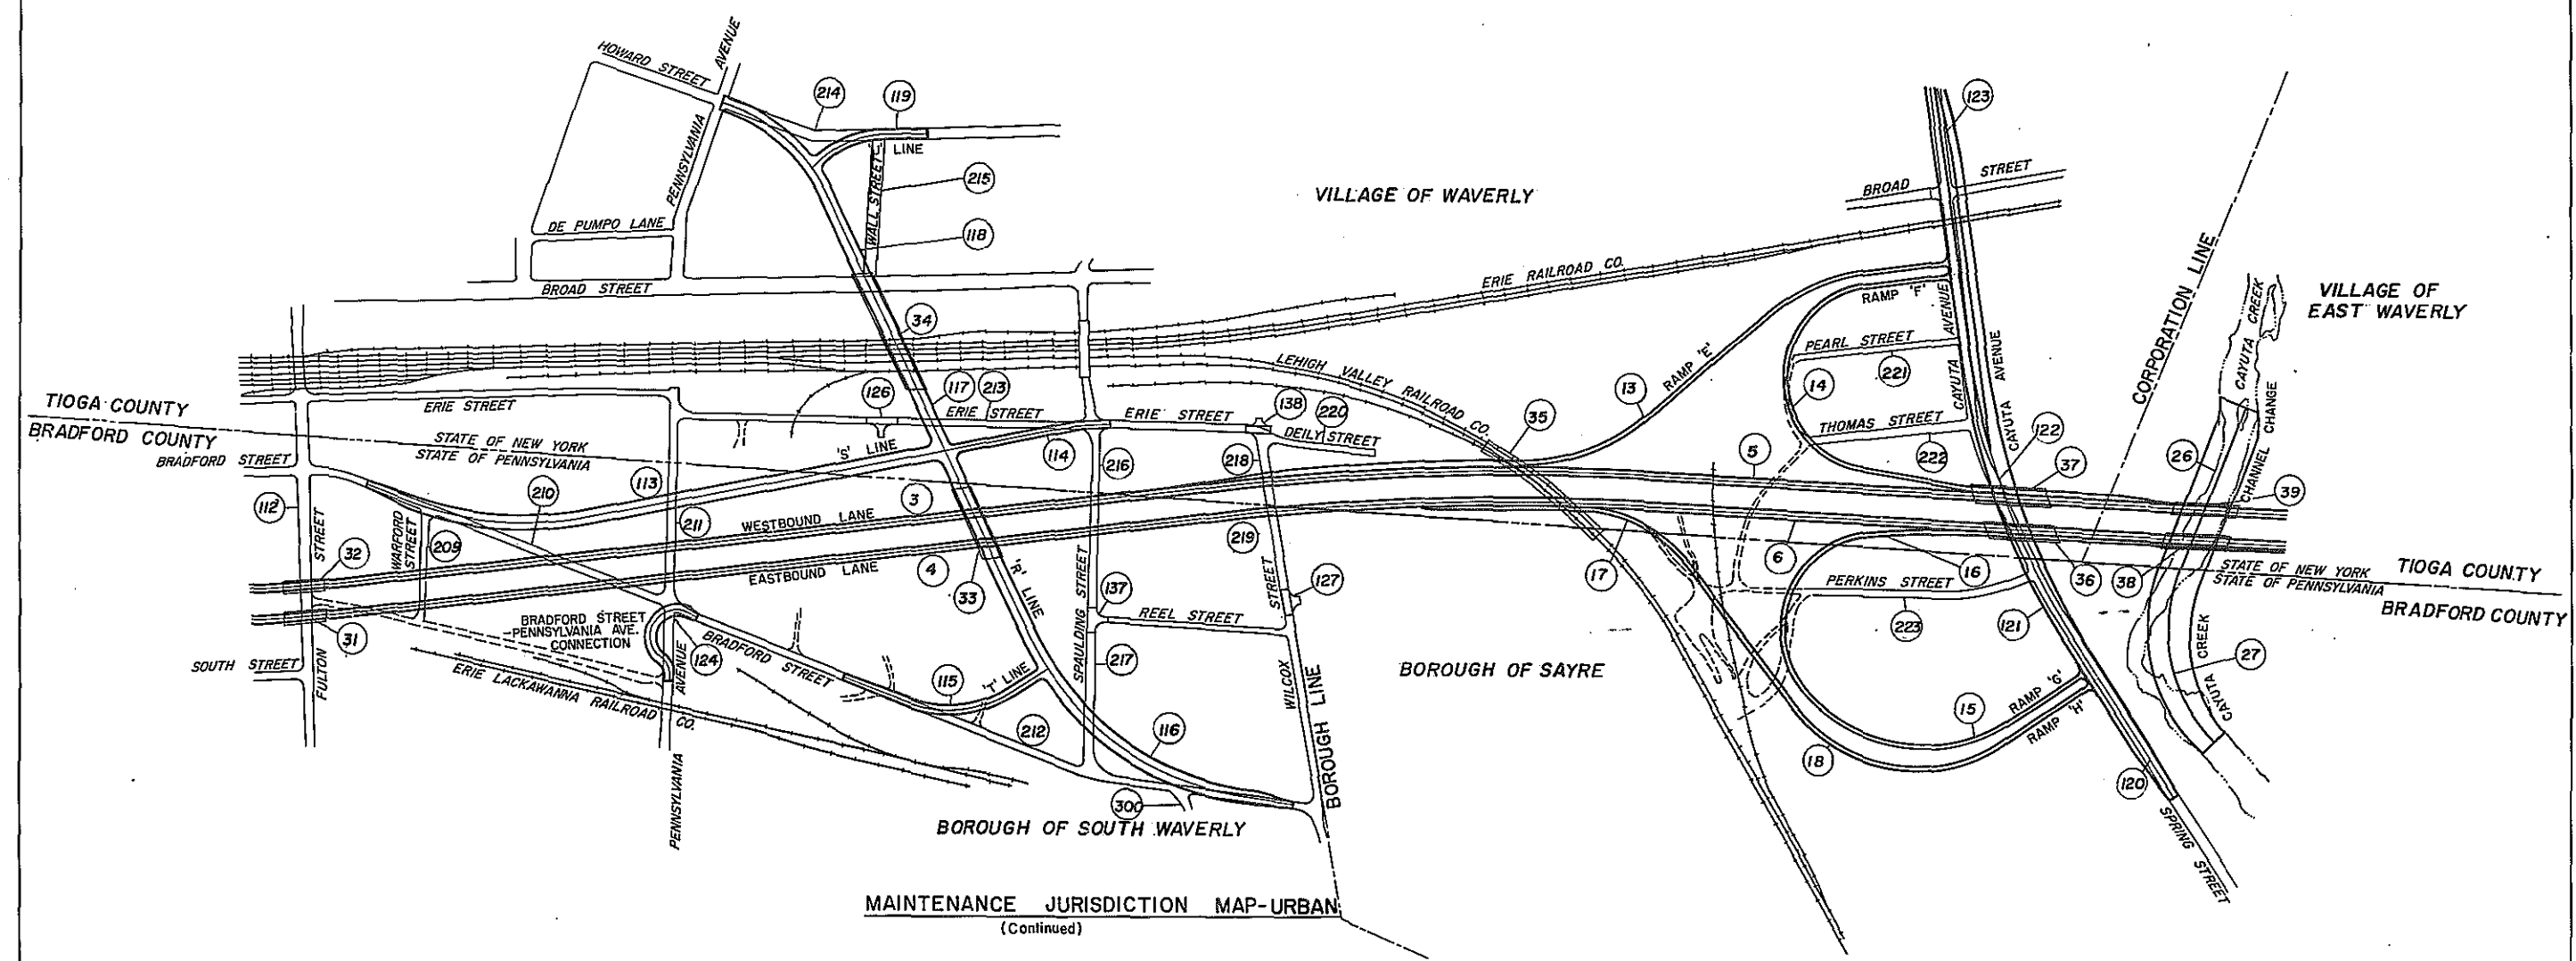 HOWARD STREET
AVENUE
PENNSYLVANIA
214
119
LINE
WALL STREET
215
118
DE PUMPO LANE
BROAD STREET
34
VILLAGE OF WAVERLY
ERIE RAILROAD CO.
LEHIGH VALLEY RAILROAD CO.
123
BROAD
STREET
CORPORATION LINE
VILLAGE OF
EAST WAVERLY
CAYUTA CREEK
CAYUTA
CHANNEL CHANGE
RAMP 'F'
AVENUE
PEARL STREET
221
RAMP 'E'
13
14
CAYUTA
CAYUTA AVENUE
THOMAS STREET
222
122
37
26
39
TIOGA COUNTY
BRADFORD COUNTY
ERIE STREET
STATE OF NEW YORK
STATE OF PENNSYLVANIA
BRADFORD STREET
126
117
213
ERIE STREET
ERIE STREET
138
220
DEILY STREET
'S' LINE
114
216
218
35
5
112
STREET
FULTON
32
31
WARFORD
STREET
209
210
113
211
WESTBOUND LANE
3
EASTBOUND LANE
4
33
'R' LINE
219
STREET
WILCOX
127
137
REEL STREET
SPAULDING STREET
217
17
6
16
36
38
PERKINS STREET
223
STATE OF NEW YORK
STATE OF PENNSYLVANIA
TIOGA COUNTY
BRADFORD COUNTY
SOUTH STREET
BRADFORD STREET
PENNSYLVANIA AVE.
CONNECTION
124
AVENUE
PENNSYLVANIA
ERIE LACKAWANNA RAILROAD CO.
BRADFORD STREET
115
'T' LINE
212
116
300
BOROUGH LINE
BOROUGH OF SAYRE
BOROUGH OF SOUTH WAVERLY
121
15
RAMP 'G'
RAMP 'H'
18
120
SPRING STREET
27
CREEK
CAYUTA
MAINTENANCE JURISDICTION MAP-URBAN
(Continued)